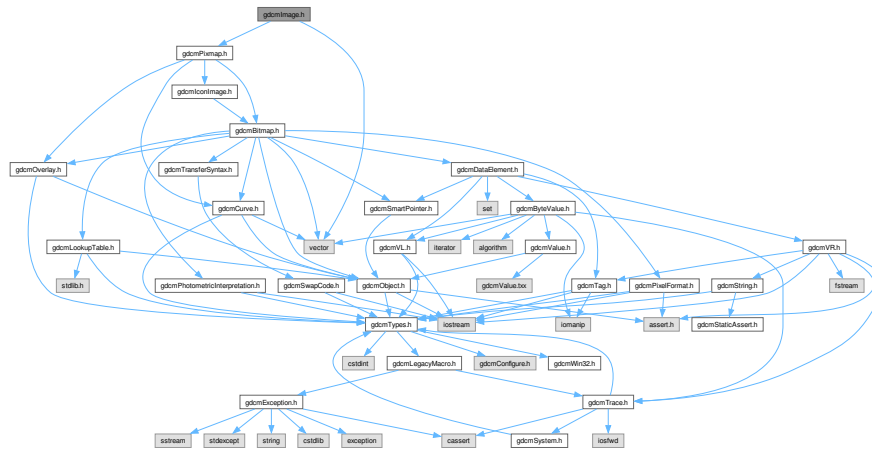 gdcmImage.h
gdcmPixmap.h
gdcmIconImage.h
gdcmBitmap.h
gdcmOverlay.h
gdcmTransferSyntax.h
gdcmDataElement.h
gdcmCurve.h
gdcmSmartPointer.h
set
gdcmByteValue.h
gdcmLookupTable.h
vector
gdcmVL.h
iterator
algorithm
gdcmValue.h
gdcmVR.h
stdlib.h
gdcmPhotometricInterpretation.h
gdcmSwapCode.h
gdcmObject.h
gdcmValue.txx
gdcmTag.h
gdcmPixelFormat.h
gdcmString.h
fstream
gdcmTypes.h
iostream
iomanip
assert.h
gdcmStaticAssert.h
cstdint
gdcmLegacyMacro.h
gdcmConfigure.h
gdcmWin32.h
gdcmException.h
gdcmTrace.h
sstream
stdexcept
string
cstdlib
exception
cassert
gdcmSystem.h
iosfwd